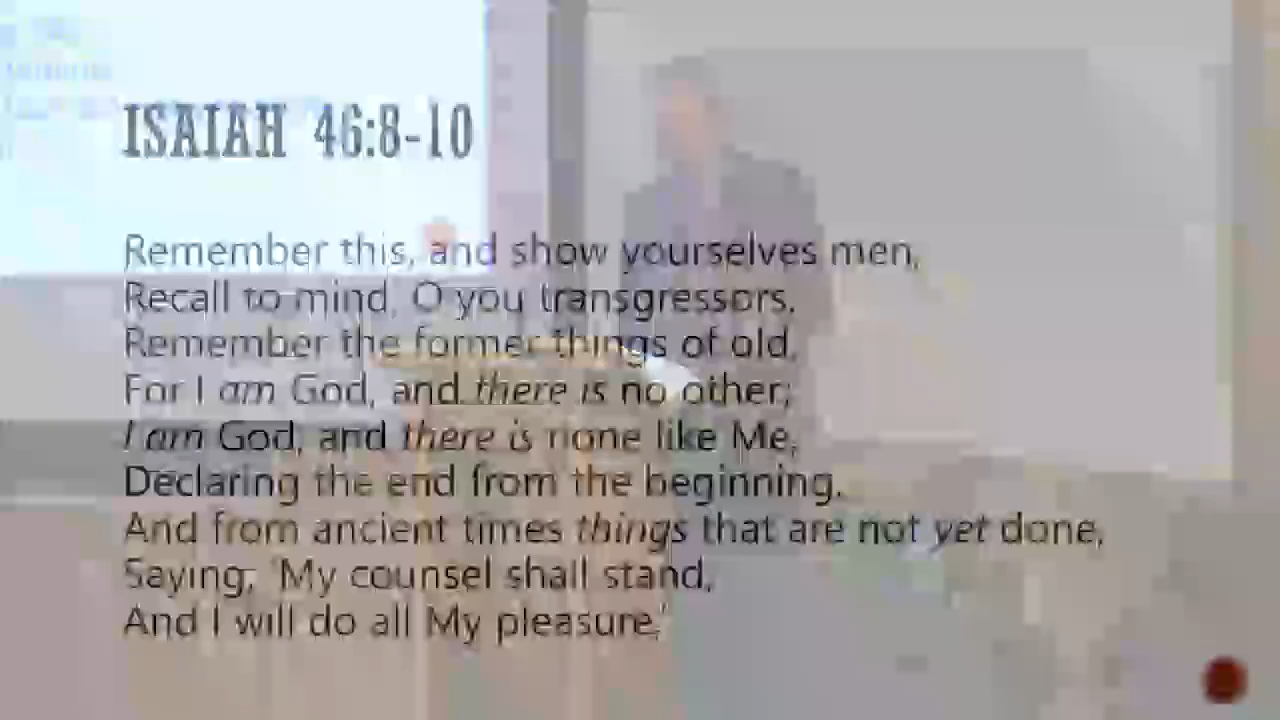 ISAIAH 46:8-10
Remember this, and show yourselves men,
Recall to mind, O you transgressors.
Remember the former things of old,
For I am God, and there is no other;
I am God, and there is none like Me,
Declaring the end from the beginning,
And from ancient times things that are not yet done,
Saying, 'My counsel shall stand,
And I will do all My pleasure,'